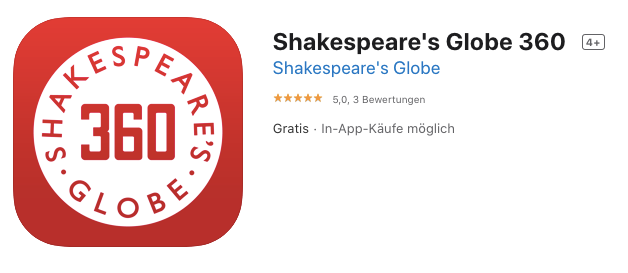 SHAKESPEARE'S
360
· GLOBE ·
Shakespeare's Globe 360 4+
Shakespeare's Globe
★★★★★ 5,0, 3 Bewertungen
Gratis · In-App-Käufe möglich